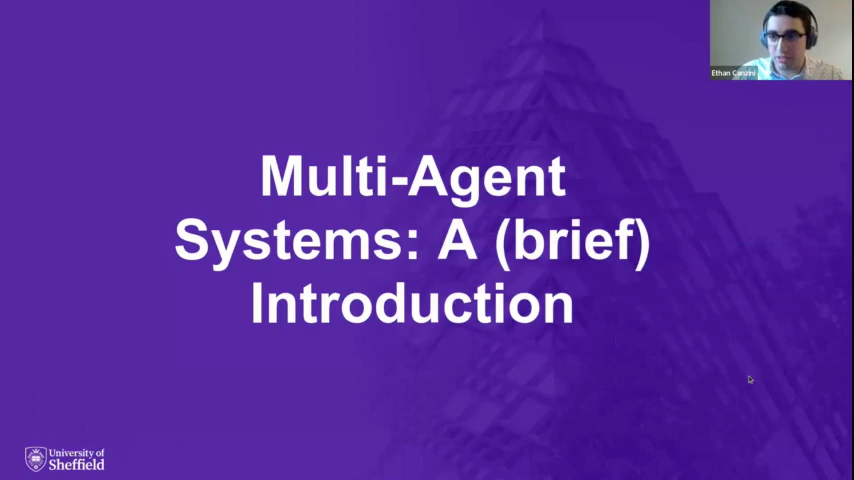 Ethan Canzini
Multi-Agent
Systems: A (brief)
Introduction
University of
Sheffield